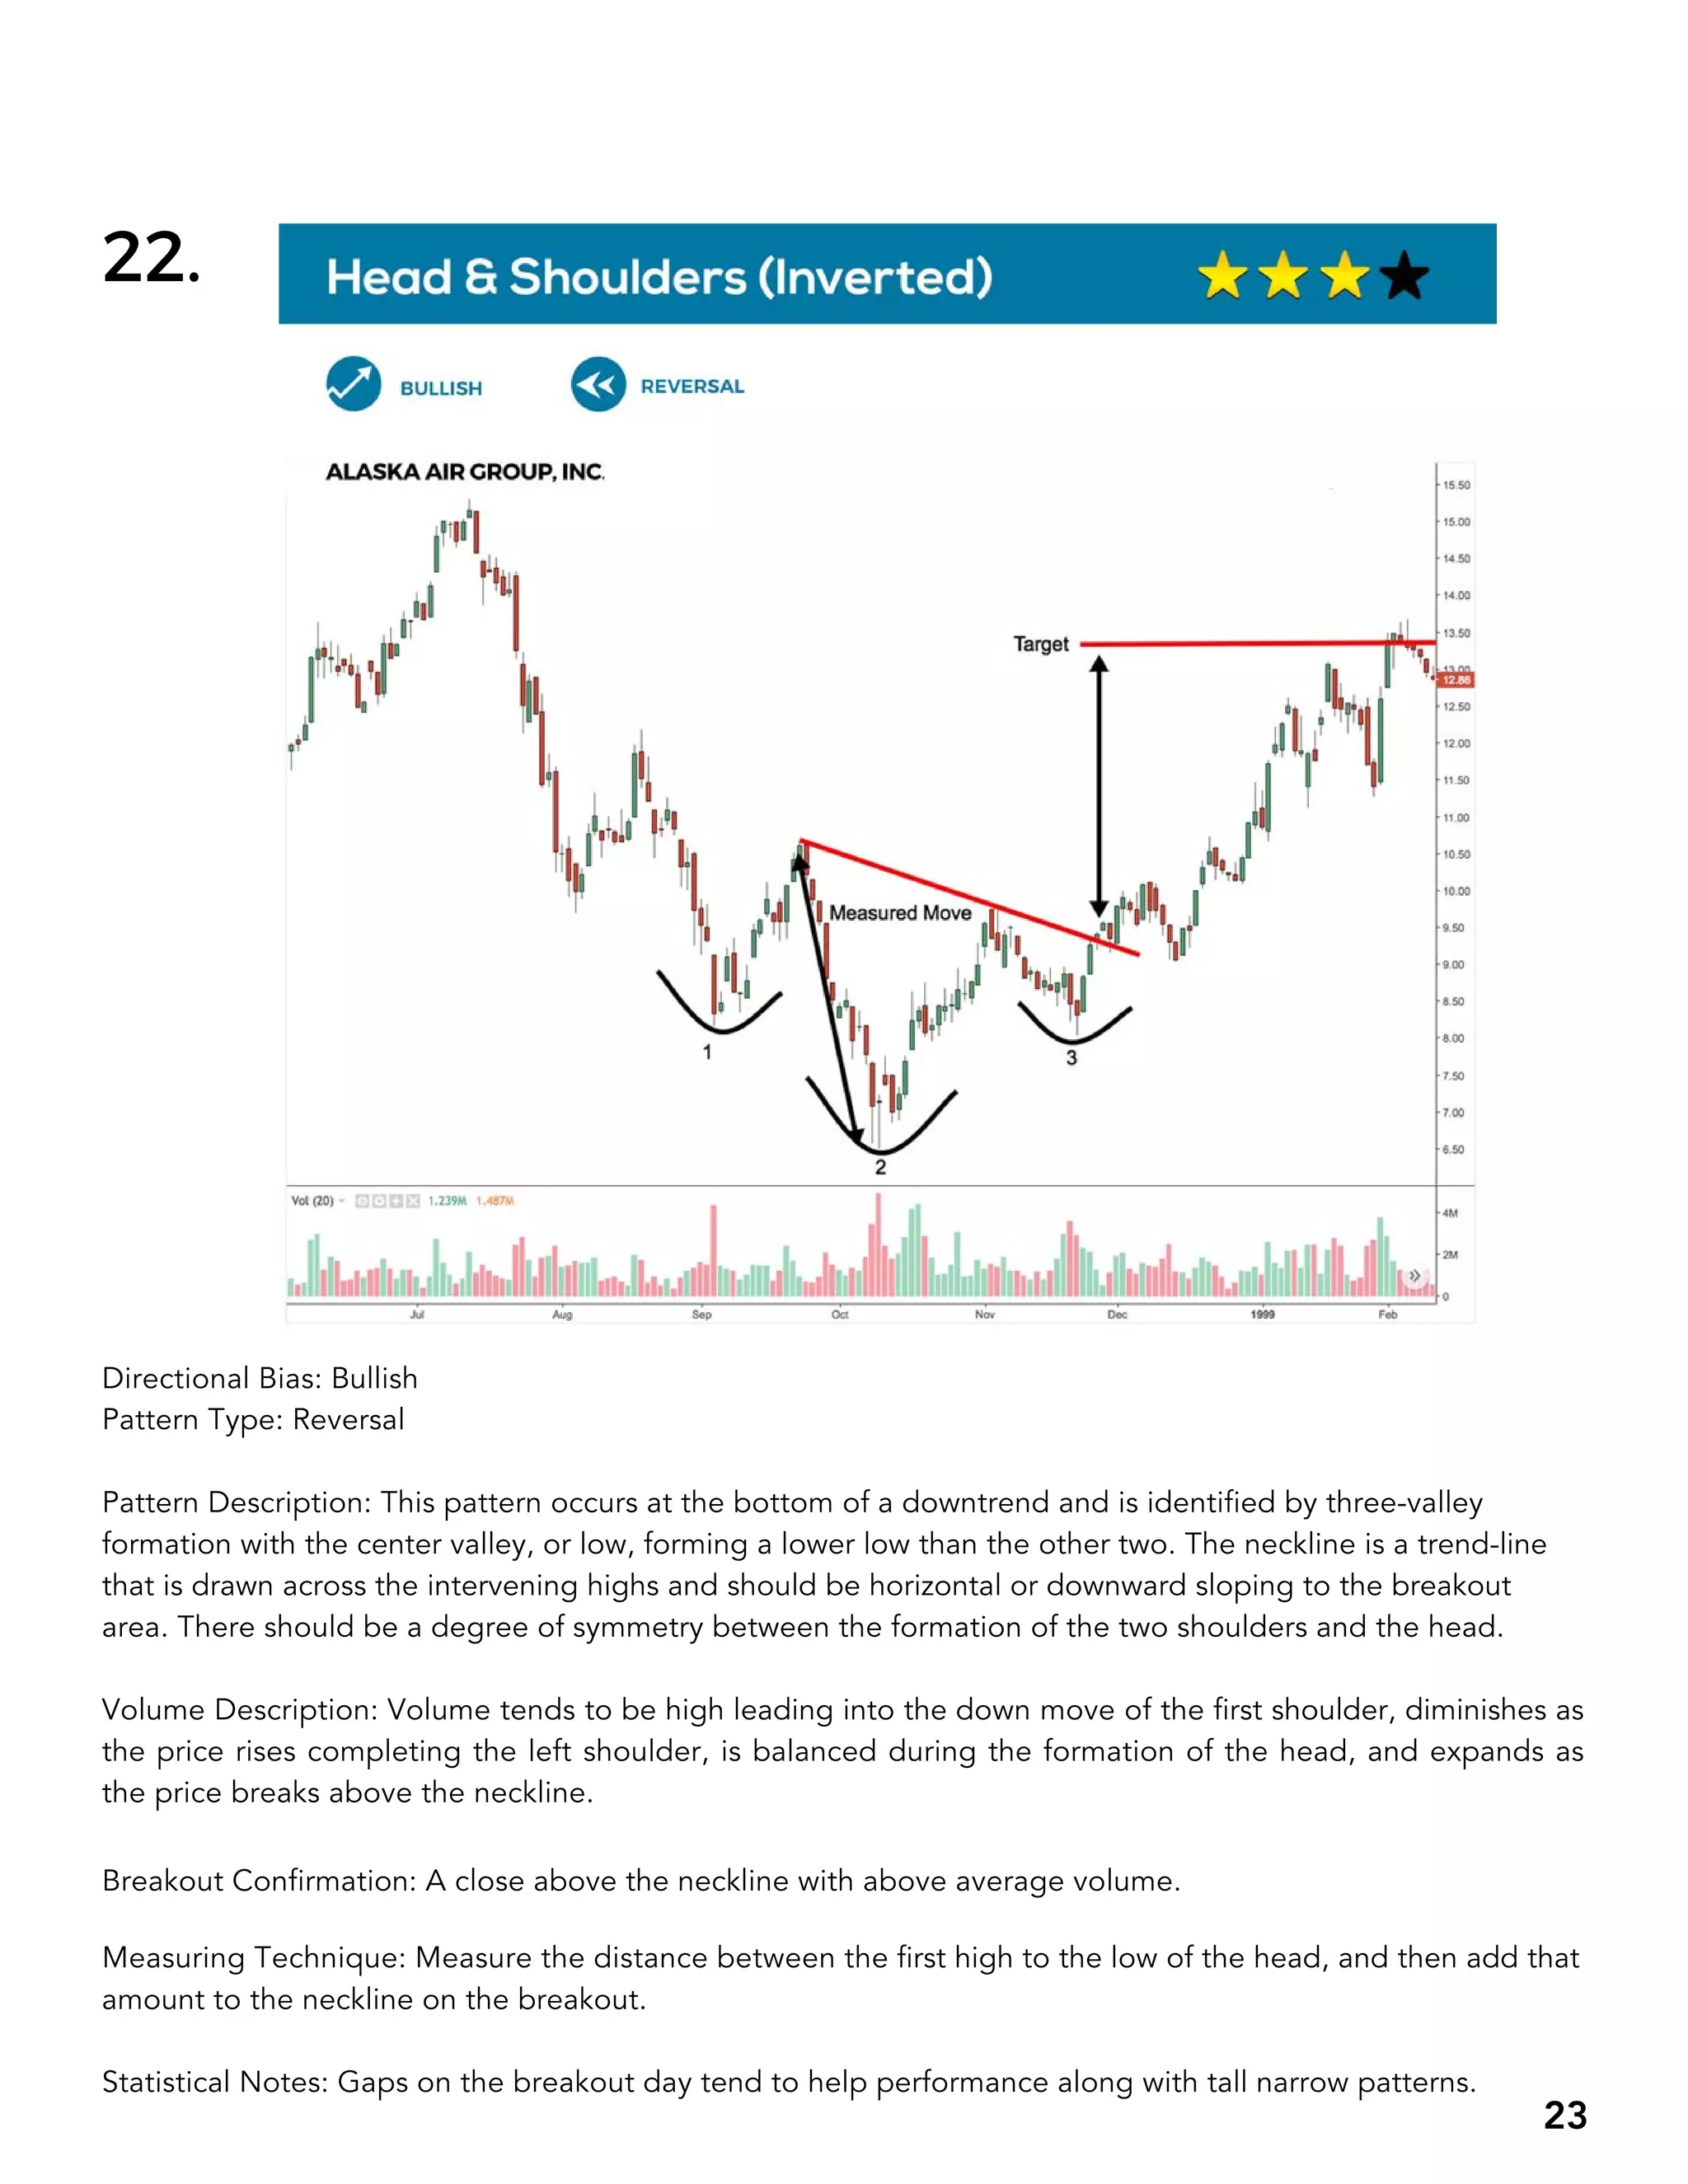 22.
Head & Shoulders (Inverted)
BULLISH
REVERSAL
ALASKA AIR GROUP, INC.
15.50
15.00
14.50
14.00
Target
13.50
13.00
12.86
12.50
12.00
11.50
11.00
10.50
10.00
Measured Move
9.50
9.00
8.50
8.00
1
3
7.50
7.00
6.50
2
Vol (20) 1.239M 1.487M
4M
2M
0
Jul Aug Sep Oct Nov Dec 1999 Feb
Directional Bias: Bullish
Pattern Type: Reversal
Pattern Description: This pattern occurs at the bottom of a downtrend and is identified by three-valley
formation with the center valley, or low, forming a lower low than the other two. The neckline is a trend-line
that is drawn across the intervening highs and should be horizontal or downward sloping to the breakout
area. There should be a degree of symmetry between the formation of the two shoulders and the head.
Volume Description: Volume tends to be high leading into the down move of the first shoulder, diminishes as
the price rises completing the left shoulder, is balanced during the formation of the head, and expands as
the price breaks above the neckline.
Breakout Confirmation: A close above the neckline with above average volume.
Measuring Technique: Measure the distance between the first high to the low of the head, and then add that
amount to the neckline on the breakout.
Statistical Notes: Gaps on the breakout day tend to help performance along with tall narrow patterns.
23